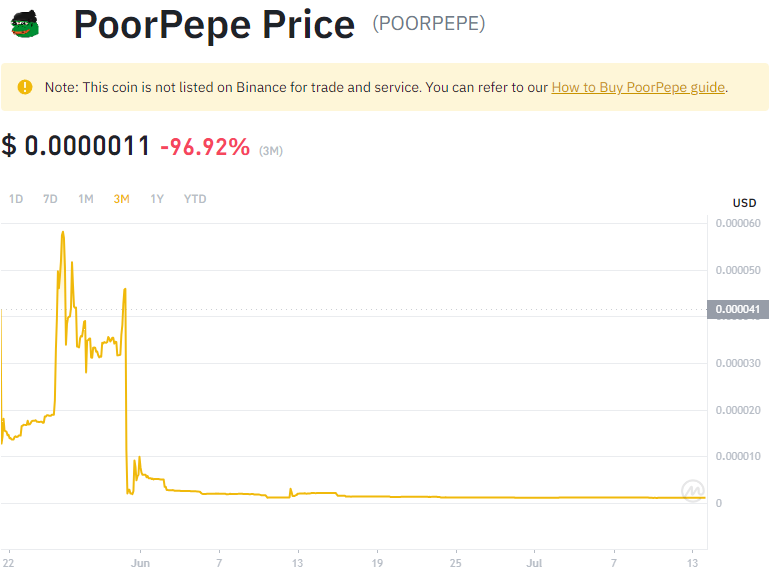 PoorPepe Price (POORPEPE)
Note: This coin is not listed on Binance for trade and service. You can refer to our How to Buy PoorPepe guide.
$ 0.0000011 -96.92% (3M)
1D 7D 1M 3M 1Y YTD
USD
0.000060
0.000050
0.000041
0.000030
0.000020
0.000010
0
22 Jun 7 13 19 25 Jul 7 13